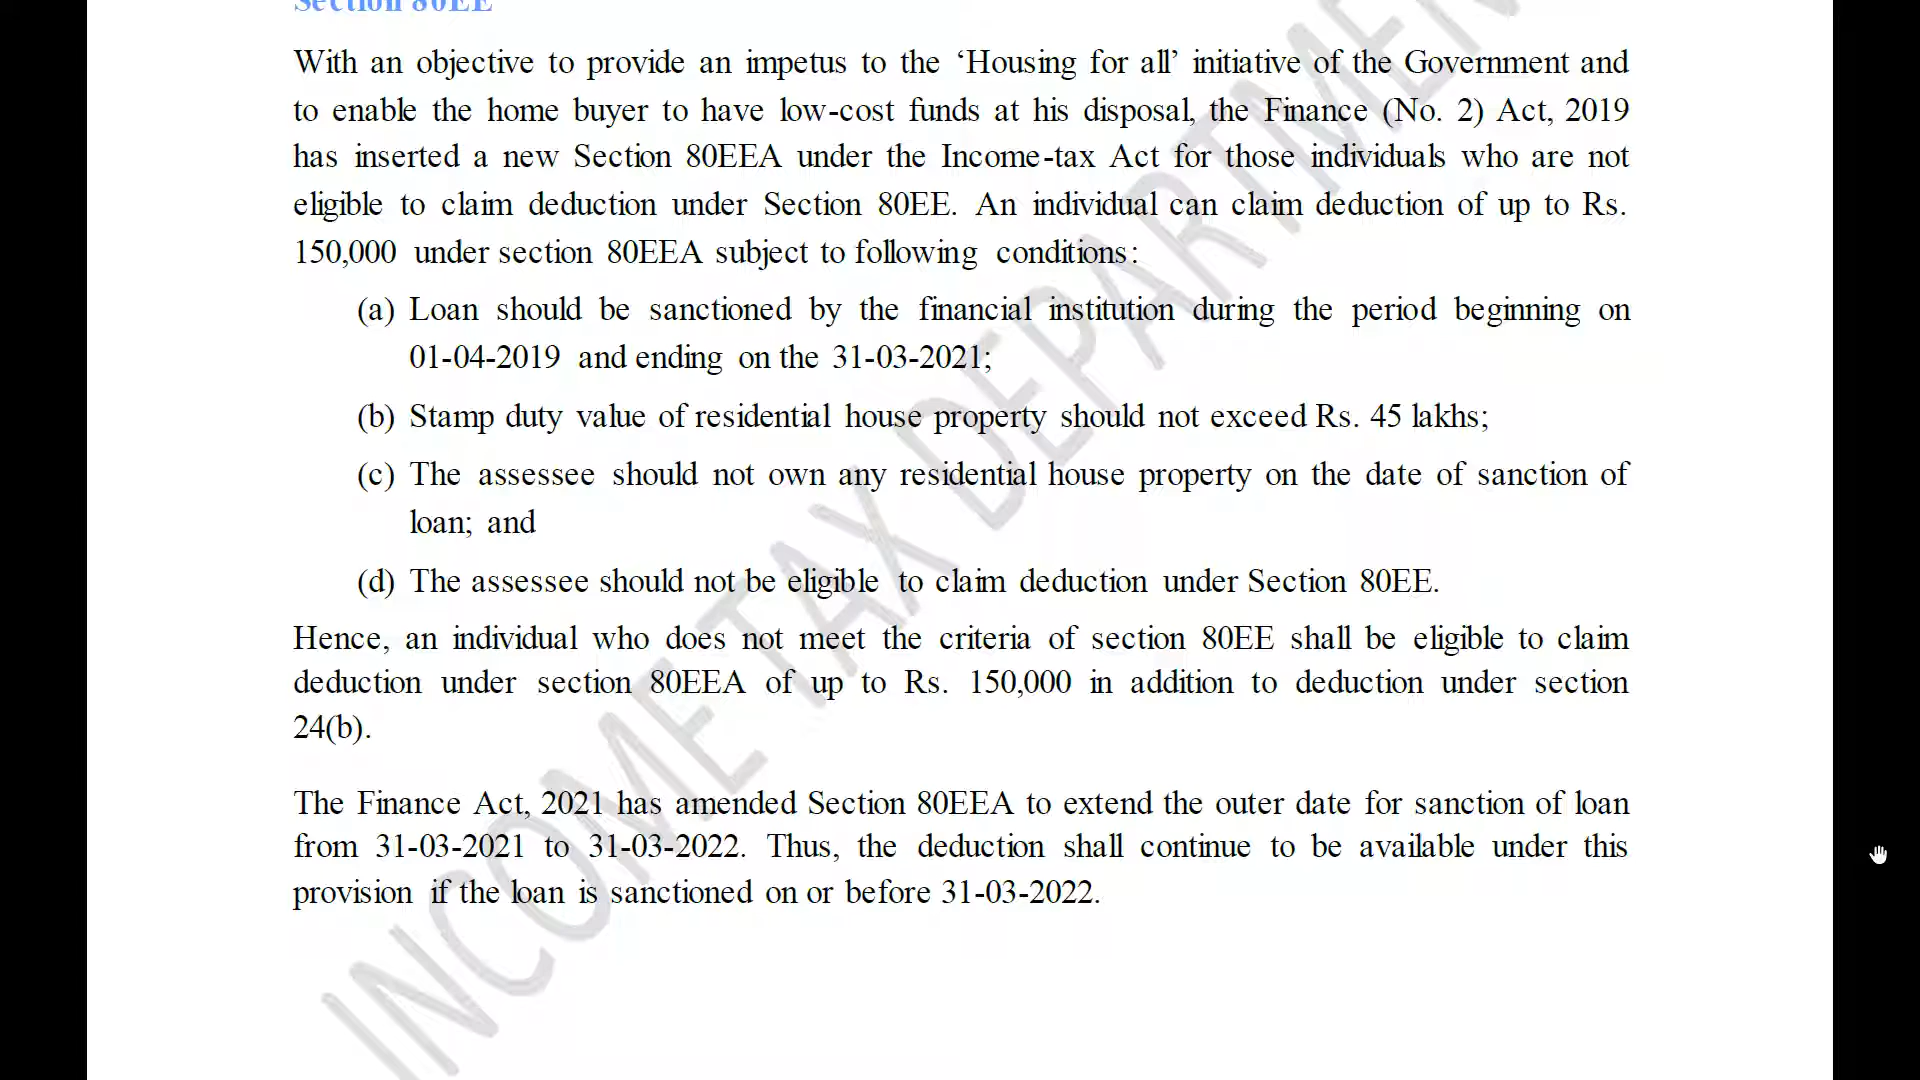 Section 80EE
With an objective to provide an impetus to the ‘Housing for all’ initiative of the Government and
to enable the home buyer to have low-cost funds at his disposal, the Finance (No. 2) Act, 2019
has inserted a new Section 80EEA under the Income-tax Act for those individuals who are not
eligible to claim deduction under Section 80EE. An individual can claim deduction of up to Rs.
150,000 under section 80EEA subject to following conditions:
(a) Loan should be sanctioned by the financial institution during the period beginning on
01-04-2019 and ending on the 31-03-2021;
(b) Stamp duty value of residential house property should not exceed Rs. 45 lakhs;
(c) The assessee should not own any residential house property on the date of sanction of
loan; and
(d) The assessee should not be eligible to claim deduction under Section 80EE.
Hence, an individual who does not meet the criteria of section 80EE shall be eligible to claim
deduction under section 80EEA of up to Rs. 150,000 in addition to deduction under section
24(b).
The Finance Act, 2021 has amended Section 80EEA to extend the outer date for sanction of loan
from 31-03-2021 to 31-03-2022. Thus, the deduction shall continue to be available under this
provision if the loan is sanctioned on or before 31-03-2022.
INCOME TAX DEPARTMEN